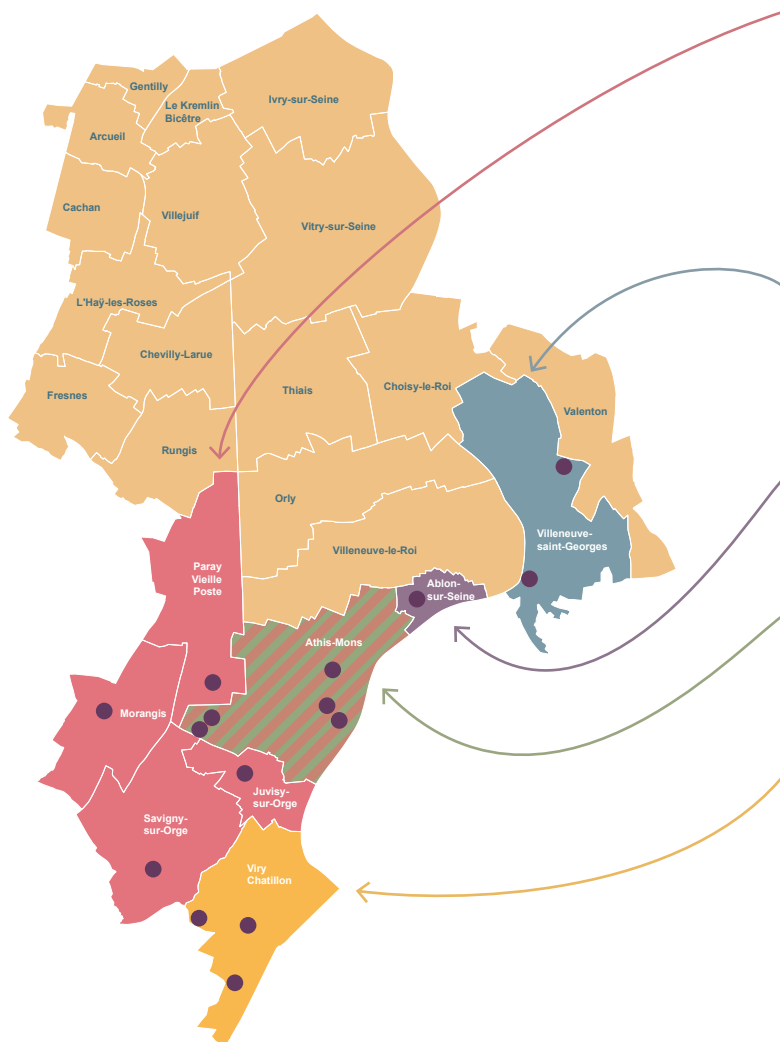 Gentilly
Le Kremlin
Bicêtre
Ivry-sur-Seine
Arcueil
Cachan
Villejuif
Vitry-sur-Seine
L'Haÿ-les-Roses
Chevilly-Larue
Fresnes
Thiais
Choisy-le-Roi
Valenton
Rungis
Orly
Villeneuve-le-Roi
Villeneuve-
saint-Georges
Paray
Vieille
Poste
Ablon-
sur-Seine
Athis-Mons
Morangis
Juvisy-
sur-Orge
Savigny-
sur-Orge
Viry
Chatillon